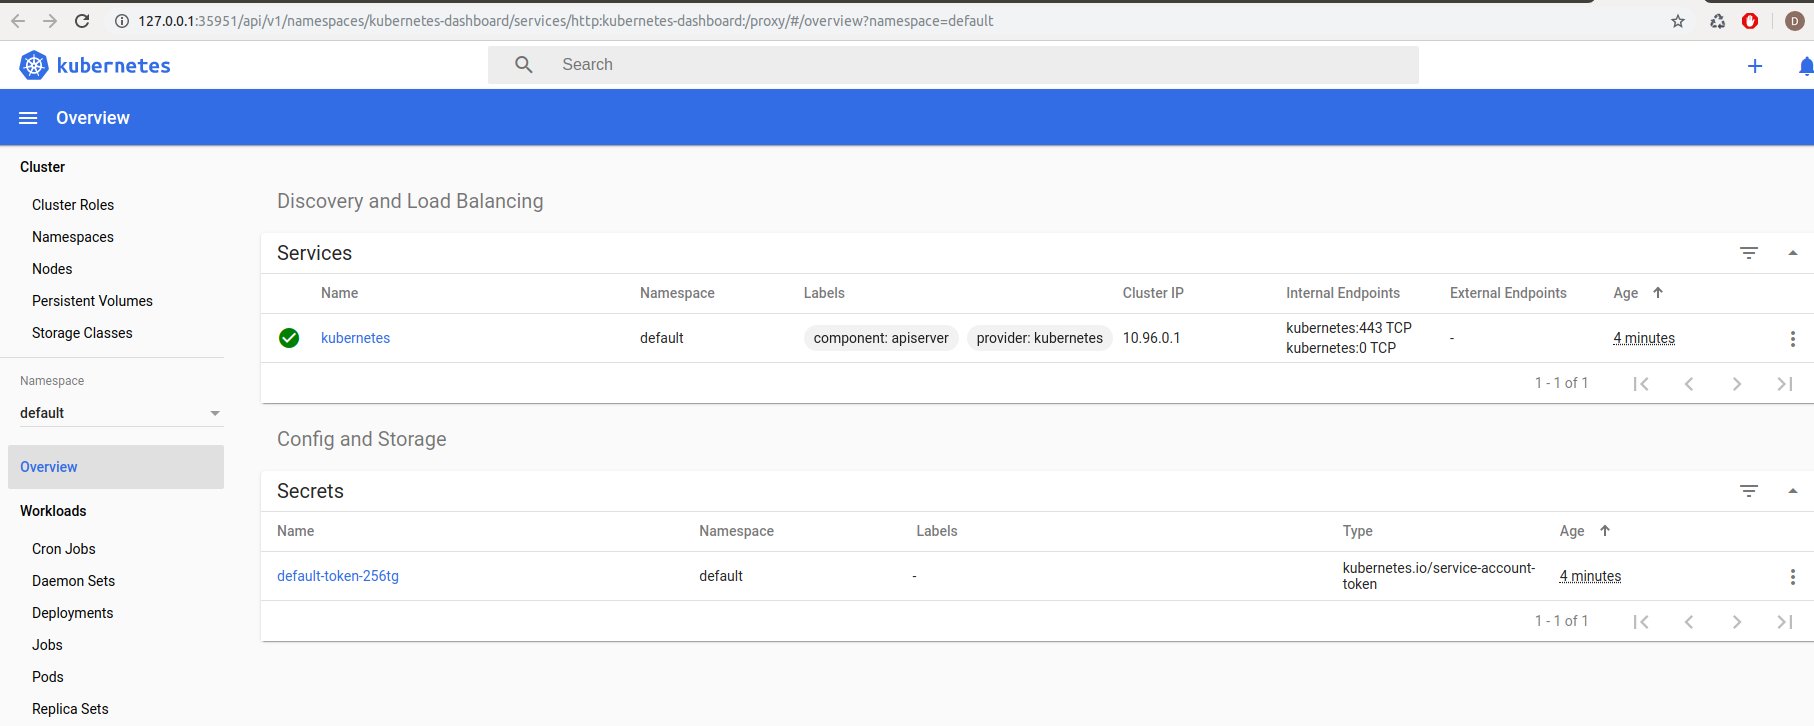 127.0.0.1:35951/api/v1/namespaces/kubernetes-dashboard/services/http:kubernetes-dashboard:/proxy/#/overview?namespace=default
D
kubernetes
Search
Overview
Cluster
Cluster Roles
Namespaces
Nodes
Persistent Volumes
Storage Classes
Namespace
default
Overview
Workloads
Cron Jobs
Daemon Sets
Deployments
Jobs
Pods
Replica Sets
Discovery and Load Balancing
Services
Name Namespace Labels Cluster IP Internal Endpoints External Endpoints Age
kubernetes default component: apiserver provider: kubernetes 10.96.0.1 kubernetes:443 TCP - 4 minutes
kubernetes:0 TCP
1 - 1 of 1
Config and Storage
Secrets
Name Namespace Labels Type Age
default-token-256tg default - kubernetes.io/service-account- 4 minutes
token
1 - 1 of 1